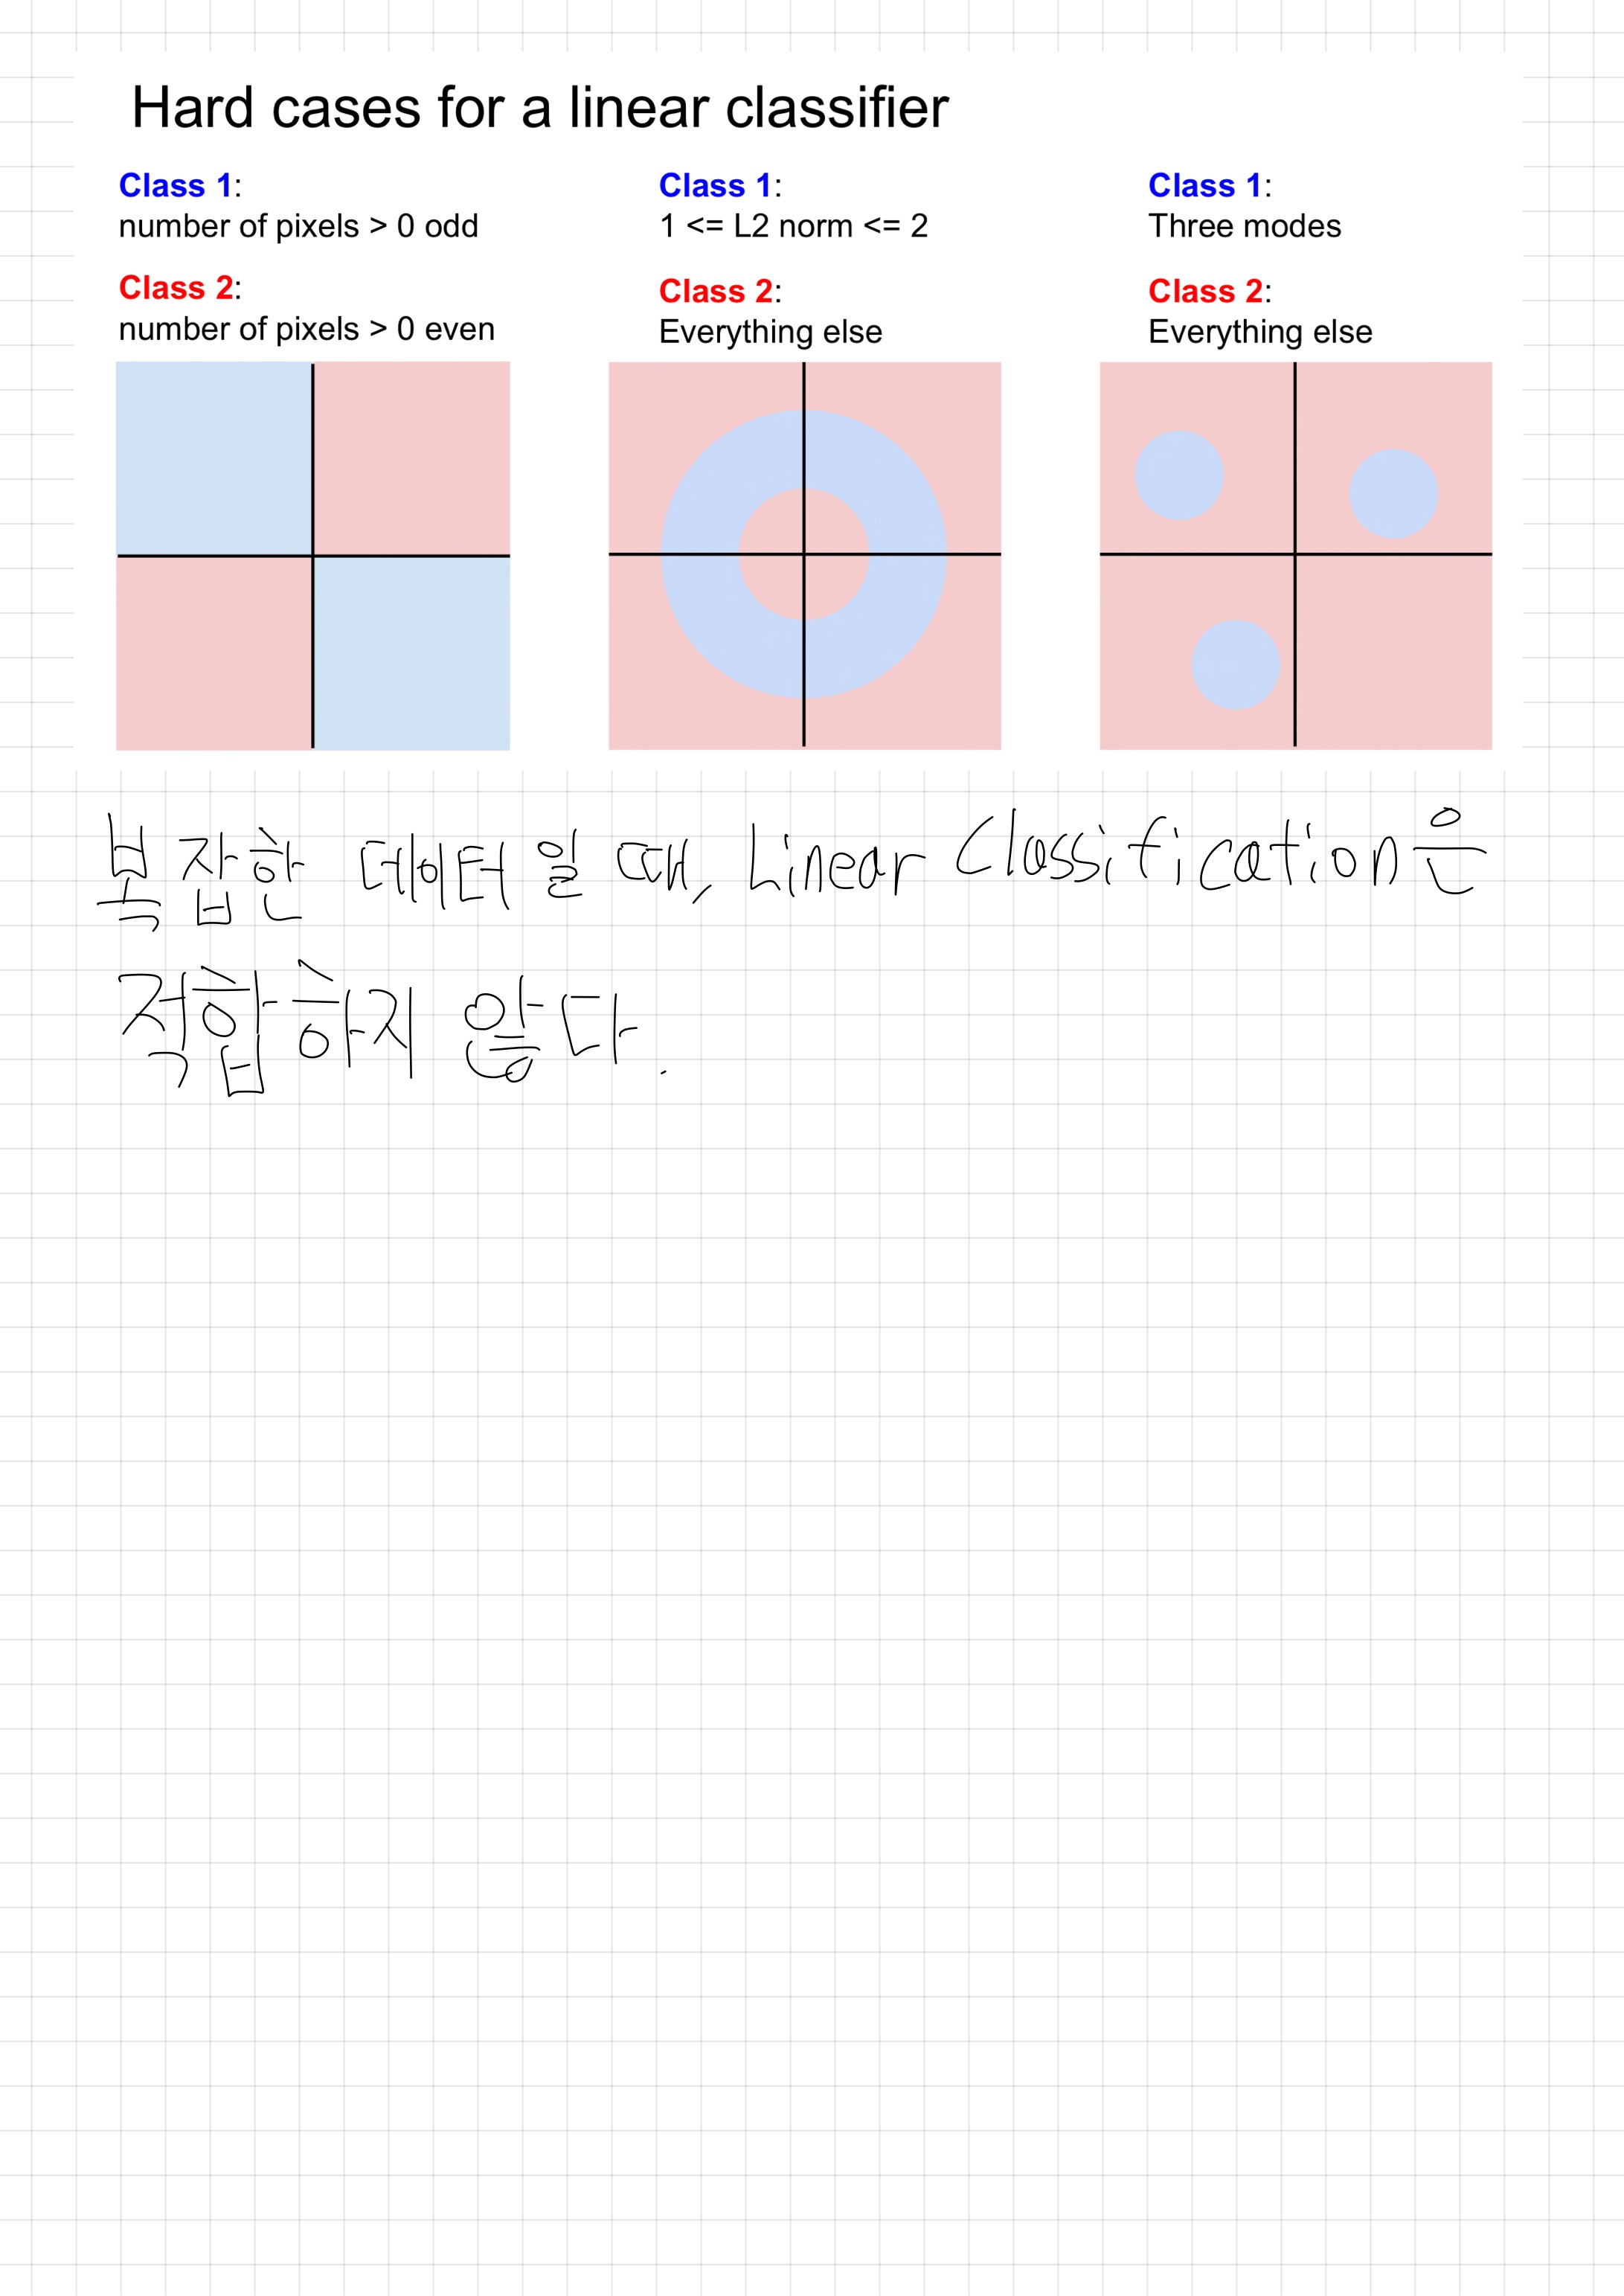 Hard cases for a linear classifier
Class 1:
number of pixels > 0 odd
Class 2:
number of pixels > 0 even
Class 1:
1 <= L2 norm <= 2
Class 2:
Everything else
Class 1:
Three modes
Class 2:
Everything else
복잡한 데이터 일 때, Linear Classification은
적합하지 않다.